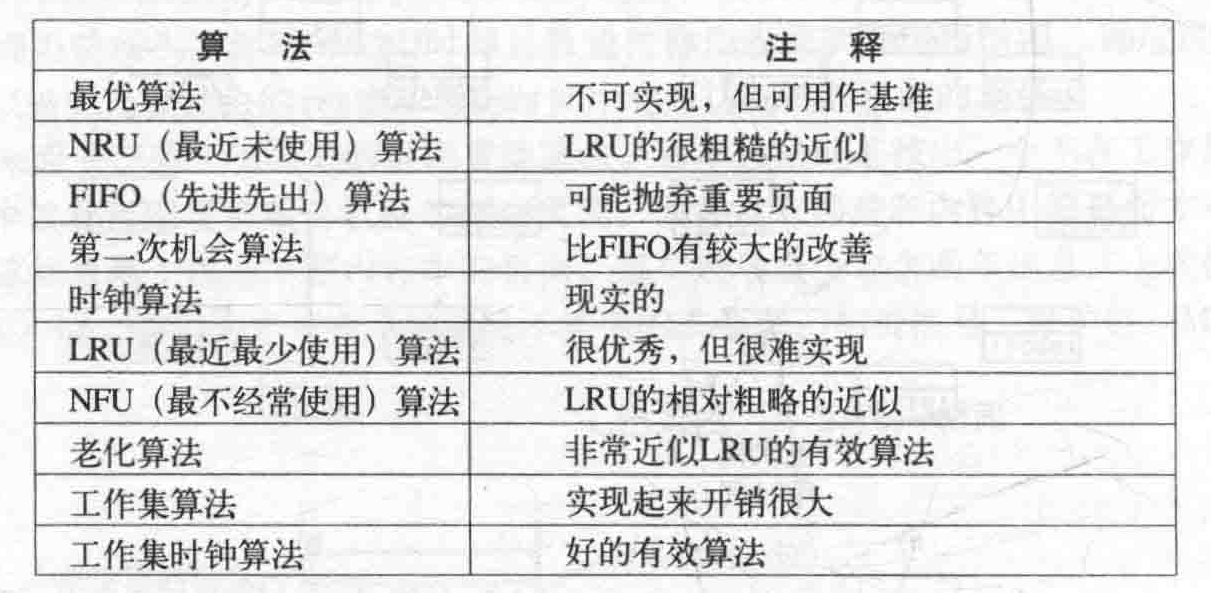 算 法 注 释
最优算法 不可实现，但可用作基准
NRU（最近未使用）算法 LRU的很粗糙的近似
FIFO（先进先出）算法 可能抛弃重要页面
第二次机会算法 比FIFO有较大的改善
时钟算法 现实的
LRU（最近最少使用）算法 很优秀，但很难实现
NFU（最不经常使用）算法 LRU的相对粗略的近似
老化算法 非常近似LRU的有效算法
工作集算法 实现起来开销很大
工作集时钟算法 好的有效算法